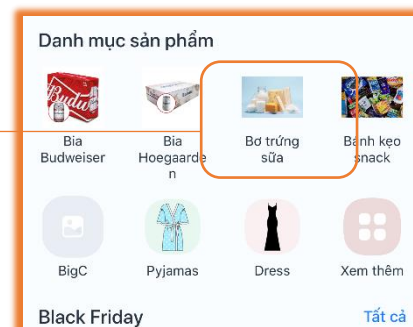 Danh mục sản phẩm
Budw
Bia
Budweiser
Bia
Hoegaarde
n
Bơ trứng
sữa
Bánh kẹo
snack
BigC
Pyjamas
Dress
Xem thêm
Black Friday
Tất cả